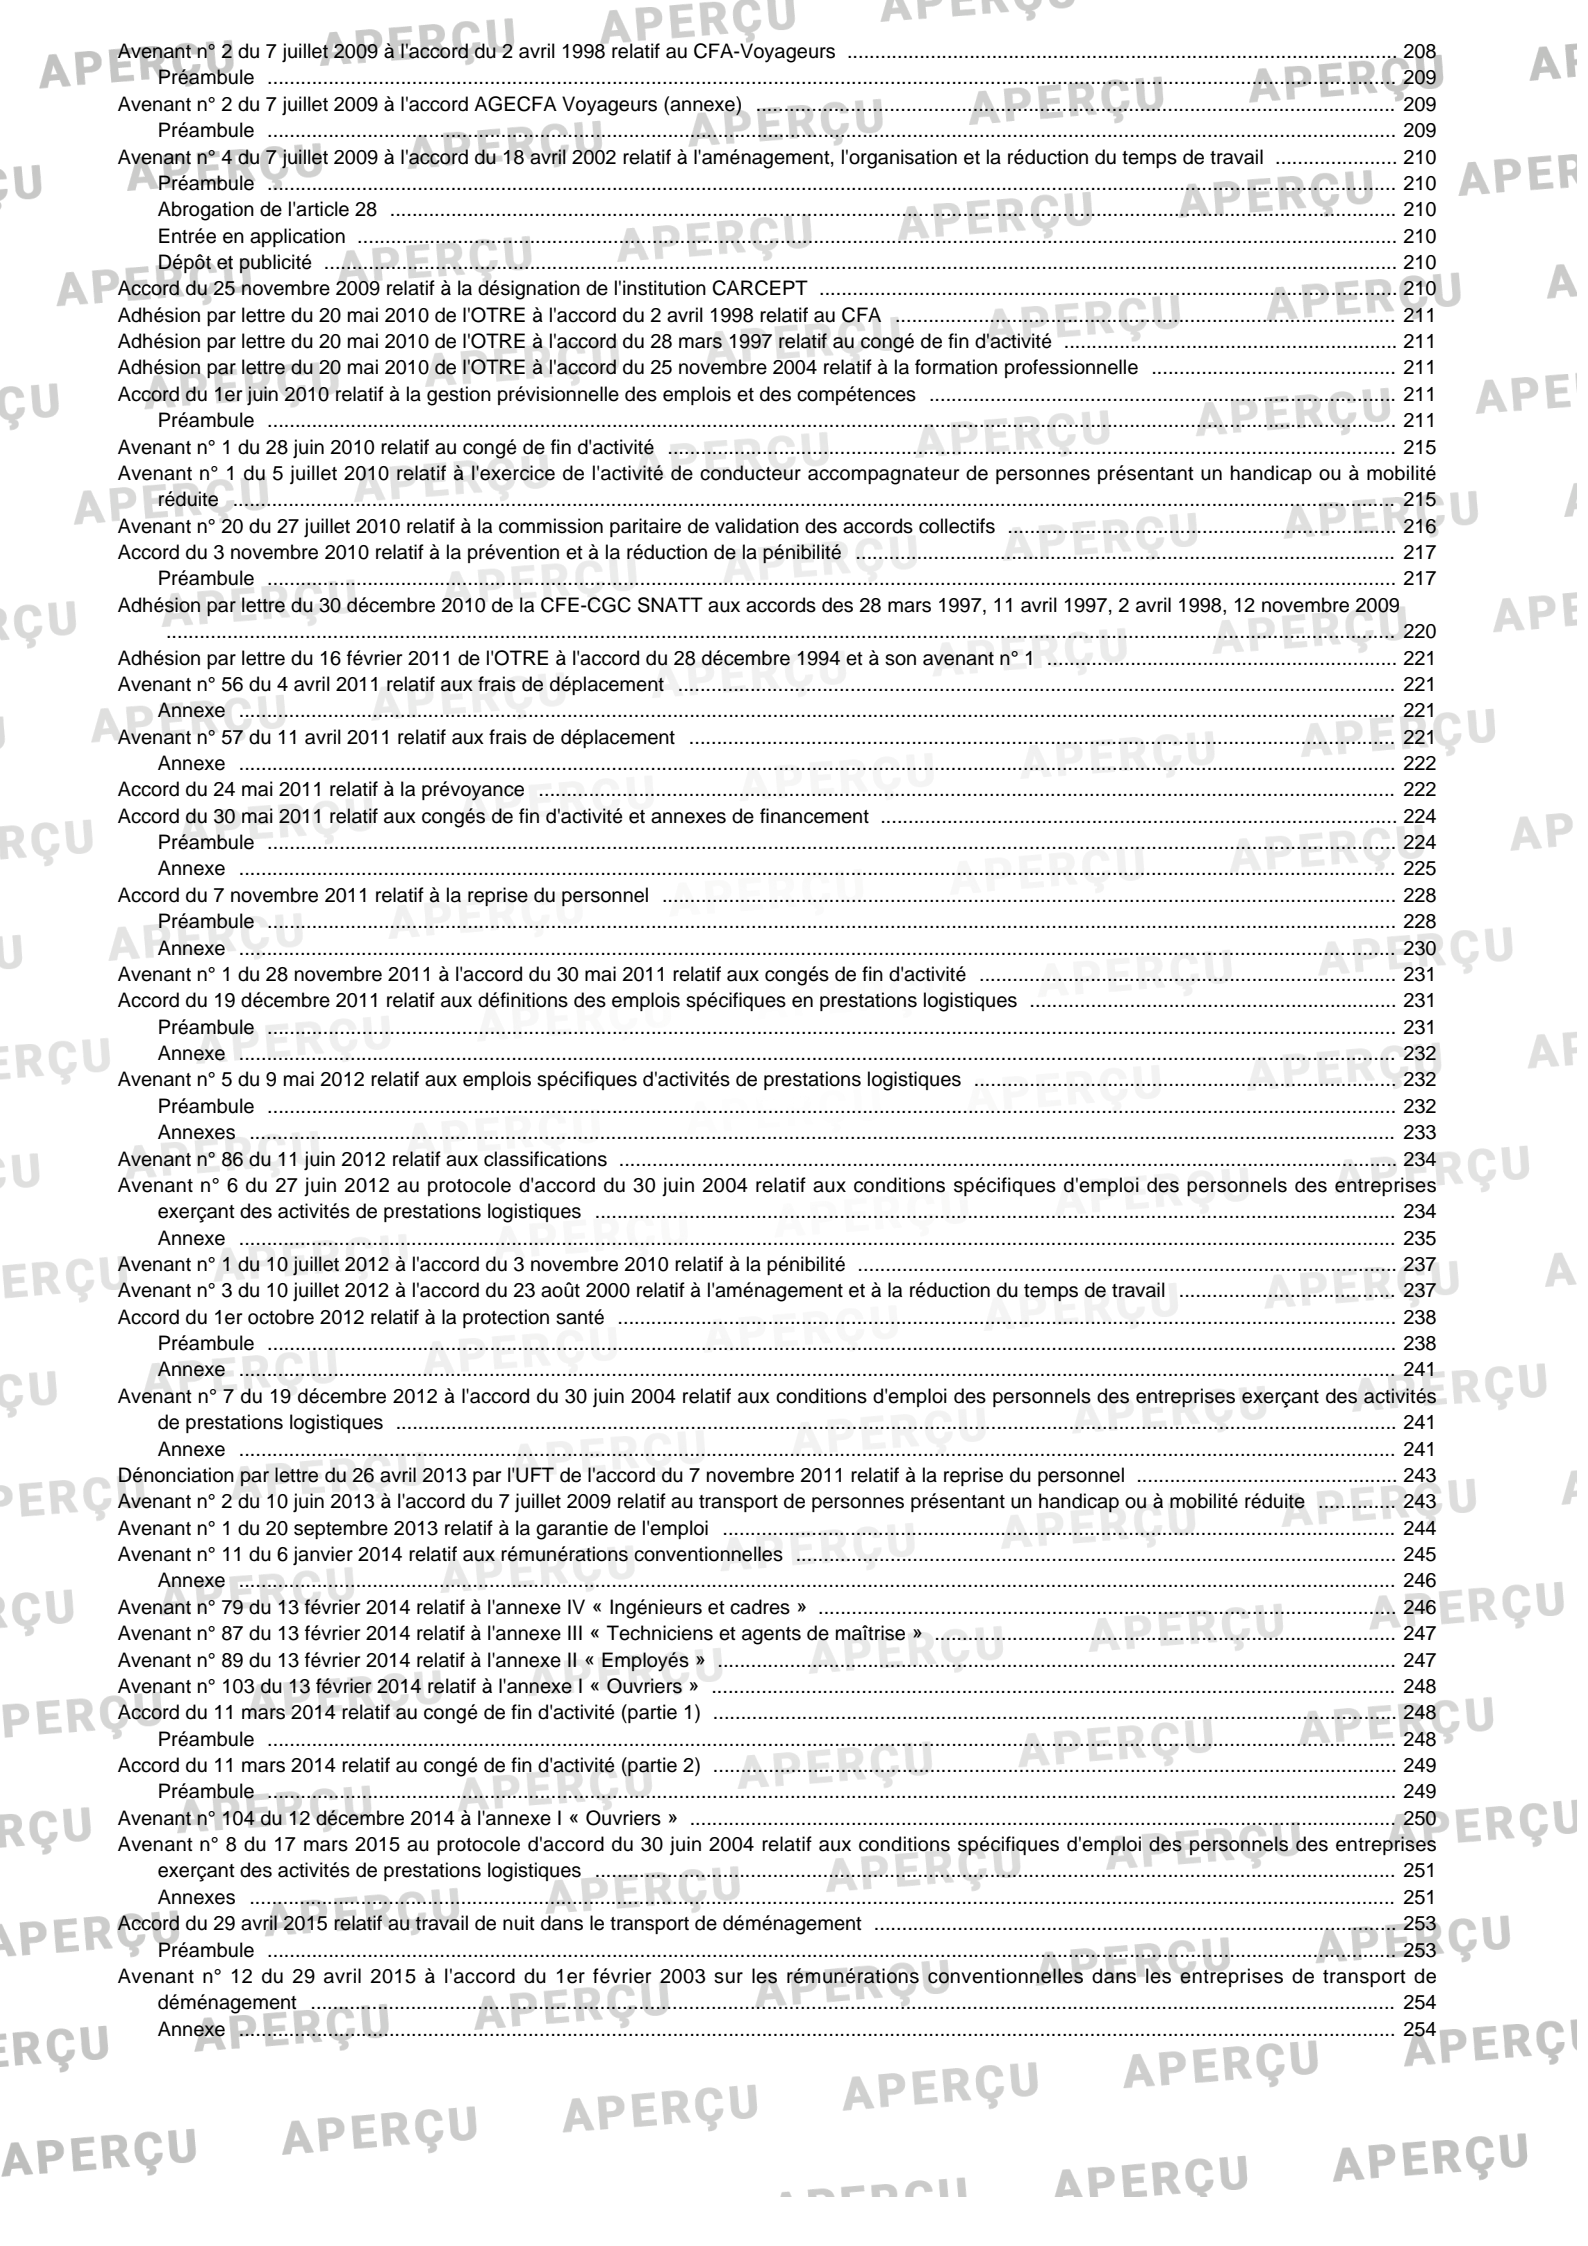 Avenant n° 2 du 7 juillet 2009 à l'accord du 2 avril 1998 relatif au CFA-Voyageurs ... 208
Préambule ... 209
Avenant n° 2 du 7 juillet 2009 à l'accord AGECFA Voyageurs (annexe) ... 209
Préambule ... 209
Avenant n° 4 du 7 juillet 2009 à l'accord du 18 avril 2002 relatif à l'aménagement, l'organisation et la réduction du temps de travail ... 210
Préambule ... 210
Abrogation de l'article 28 ... 210
Entrée en application ... 210
Dépôt et publicité ... 210
Accord du 25 novembre 2009 relatif à la désignation de l'institution CARCEPT ... 210
Adhésion par lettre du 20 mai 2010 de l'OTRE à l'accord du 2 avril 1998 relatif au CFA ... 211
Adhésion par lettre du 20 mai 2010 de l'OTRE à l'accord du 28 mars 1997 relatif au congé de fin d'activité ... 211
Adhésion par lettre du 20 mai 2010 de l'OTRE à l'accord du 25 novembre 2004 relatif à la formation professionnelle ... 211
Accord du 1er juin 2010 relatif à la gestion prévisionnelle des emplois et des compétences ... 211
Préambule ... 211
Avenant n° 1 du 28 juin 2010 relatif au congé de fin d'activité ... 215
Avenant n° 1 du 5 juillet 2010 relatif à l'exercice de l'activité de conducteur accompagnateur de personnes présentant un handicap ou à mobilité
réduite ... 215
Avenant n° 20 du 27 juillet 2010 relatif à la commission paritaire de validation des accords collectifs ... 216
Accord du 3 novembre 2010 relatif à la prévention et à la réduction de la pénibilité ... 217
Préambule ... 217
Adhésion par lettre du 30 décembre 2010 de la CFE-CGC SNATT aux accords des 28 mars 1997, 11 avril 1997, 2 avril 1998, 12 novembre 2009
... 220
Adhésion par lettre du 16 février 2011 de l'OTRE à l'accord du 28 décembre 1994 et à son avenant n° 1 ... 221
Avenant n° 56 du 4 avril 2011 relatif aux frais de déplacement ... 221
Annexe ... 221
Avenant n° 57 du 11 avril 2011 relatif aux frais de déplacement ... 221
Annexe ... 222
Accord du 24 mai 2011 relatif à la prévoyance ... 222
Accord du 30 mai 2011 relatif aux congés de fin d'activité et annexes de financement ... 224
Préambule ... 224
Annexe ... 225
Accord du 7 novembre 2011 relatif à la reprise du personnel ... 228
Préambule ... 228
Annexe ... 230
Avenant n° 1 du 28 novembre 2011 à l'accord du 30 mai 2011 relatif aux congés de fin d'activité ... 231
Accord du 19 décembre 2011 relatif aux définitions des emplois spécifiques en prestations logistiques ... 231
Préambule ... 231
Annexe ... 232
Avenant n° 5 du 9 mai 2012 relatif aux emplois spécifiques d'activités de prestations logistiques ... 232
Préambule ... 232
Annexes ... 233
Avenant n° 86 du 11 juin 2012 relatif aux classifications ... 234
Avenant n° 6 du 27 juin 2012 au protocole d'accord du 30 juin 2004 relatif aux conditions spécifiques d'emploi des personnels des entreprises
exerçant des activités de prestations logistiques ... 234
Annexe ... 235
Avenant n° 1 du 10 juillet 2012 à l'accord du 3 novembre 2010 relatif à la pénibilité ... 237
Avenant n° 3 du 10 juillet 2012 à l'accord du 23 août 2000 relatif à l'aménagement et à la réduction du temps de travail ... 237
Accord du 1er octobre 2012 relatif à la protection santé ... 238
Préambule ... 238
Annexe ... 241
Avenant n° 7 du 19 décembre 2012 à l'accord du 30 juin 2004 relatif aux conditions d'emploi des personnels des entreprises exerçant des activités
de prestations logistiques ... 241
Annexe ... 241
Dénonciation par lettre du 26 avril 2013 par l'UFT de l'accord du 7 novembre 2011 relatif à la reprise du personnel ... 243
Avenant n° 2 du 10 juin 2013 à l'accord du 7 juillet 2009 relatif au transport de personnes présentant un handicap ou à mobilité réduite ... 243
Avenant n° 1 du 20 septembre 2013 relatif à la garantie de l'emploi ... 244
Avenant n° 11 du 6 janvier 2014 relatif aux rémunérations conventionnelles ... 245
Annexe ... 246
Avenant n° 79 du 13 février 2014 relatif à l'annexe IV « Ingénieurs et cadres » ... 246
Avenant n° 87 du 13 février 2014 relatif à l'annexe III « Techniciens et agents de maîtrise » ... 247
Avenant n° 89 du 13 février 2014 relatif à l'annexe II « Employés » ... 247
Avenant n° 103 du 13 février 2014 relatif à l'annexe I « Ouvriers » ... 248
Accord du 11 mars 2014 relatif au congé de fin d'activité (partie 1) ... 248
Préambule ... 248
Accord du 11 mars 2014 relatif au congé de fin d'activité (partie 2) ... 249
Préambule ... 249
Avenant n° 104 du 12 décembre 2014 à l'annexe I « Ouvriers » ... 250
Avenant n° 8 du 17 mars 2015 au protocole d'accord du 30 juin 2004 relatif aux conditions spécifiques d'emploi des personnels des entreprises
exerçant des activités de prestations logistiques ... 251
Annexes ... 251
Accord du 29 avril 2015 relatif au travail de nuit dans le transport de déménagement ... 253
Préambule ... 253
Avenant n° 12 du 29 avril 2015 à l'accord du 1er février 2003 sur les rémunérations conventionnelles dans les entreprises de transport de
déménagement ... 254
Annexe ... 254
APERÇU